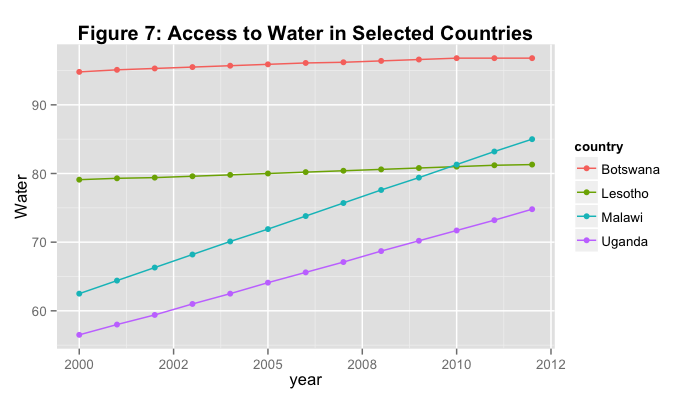 Figure 7: Access to Water in Selected Countries
90
80
70
60
Water
2000 2002 2005 2008 2010 2012
year
country
Botswana
Lesotho
Malawi
Uganda